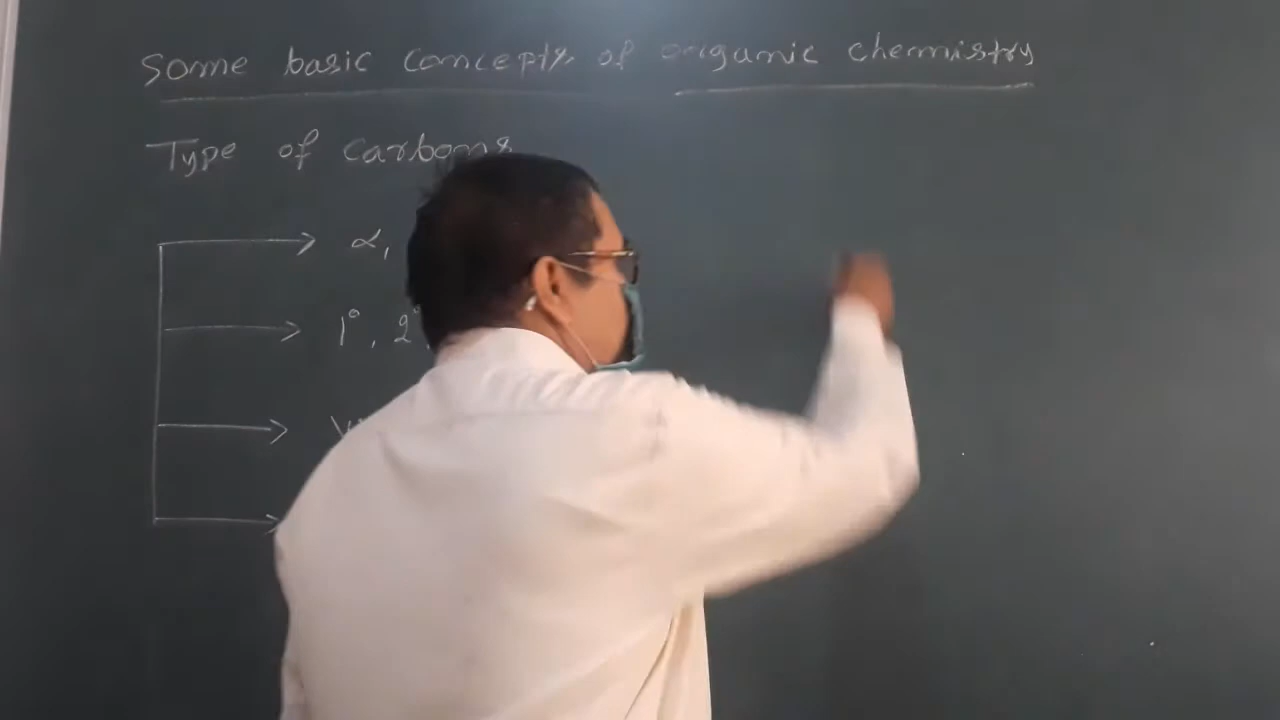 Some basic concepts of organic chemistry
Type of Carbons
α,
1°, 2°